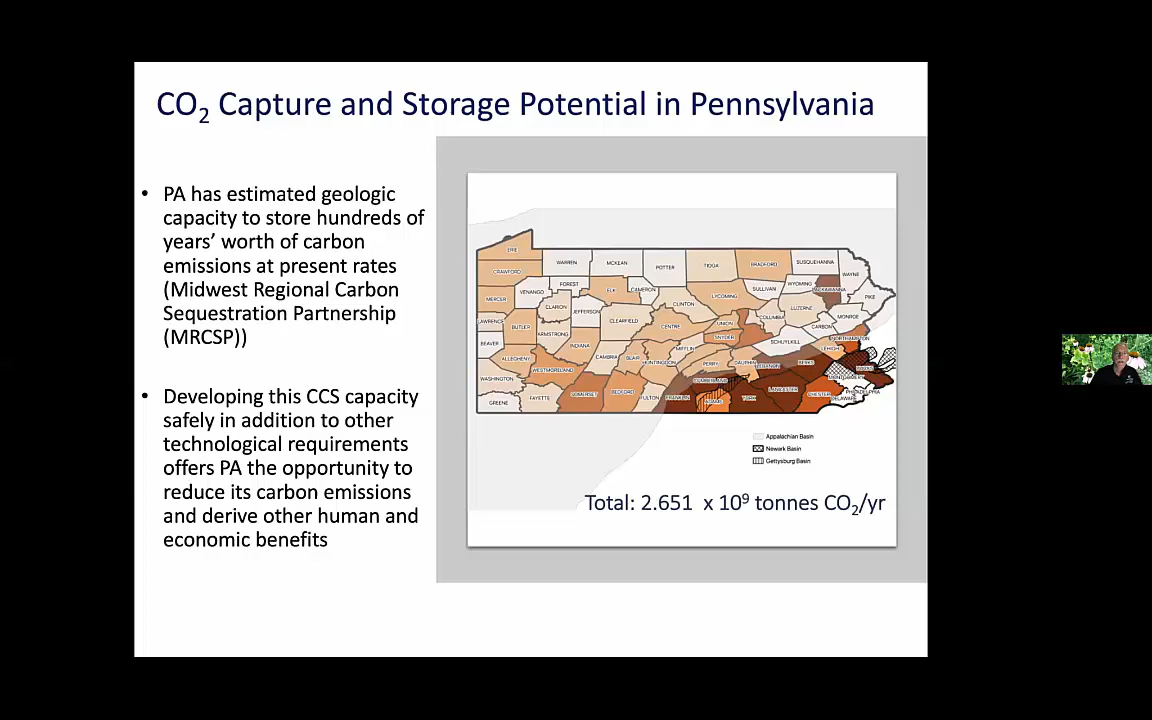 CO2 Capture and Storage Potential in Pennsylvania
• PA has estimated geologic
capacity to store hundreds of
years’ worth of carbon
emissions at present rates
(Midwest Regional Carbon
Sequestration Partnership
(MRCSP))
• Developing this CCS capacity
safely in addition to other
technological requirements
offers PA the opportunity to
reduce its carbon emissions
and derive other human and
economic benefits
ERIE
CRAWFORD
WARREN
MCKEAN
POTTER
TIOGA
BRADFORD
SUSQUEHANNA
WAYNE
MERCER
VENANGO
FOREST
ELK
CAMERON
LYCOMING
SULLIVAN
WYOMING
LACKAWANNA
PIKE
LAWRENCE
BUTLER
CLARION
JEFFERSON
CLEARFIELD
CLINTON
CENTRE
UNION
COLUMBIA
LUZERNE
MONROE
CARBON
BEAVER
ARMSTRONG
INDIANA
SNYDER
SCHUYLKILL
NORTHAMPTON
LEHIGH
ALLEGHENY
WESTMORELAND
CAMBRIA
BLAIR
HUNTINGDON
MIFFLIN
PERRY
DAUPHIN
LEBANON
BERKS
BUCKS
MONTGOMERY
WASHINGTON
GREENE
FAYETTE
SOMERSET
BEDFORD
FULTON
FRANKLIN
CUMBERLAND
ADAMS
YORK
LANCASTER
CHESTER
DELAWARE
PHILADELPHIA
Appalachian Basin
Newark Basin
Gettysburg Basin
Total: 2.651 x 10⁹ tonnes CO2/yr